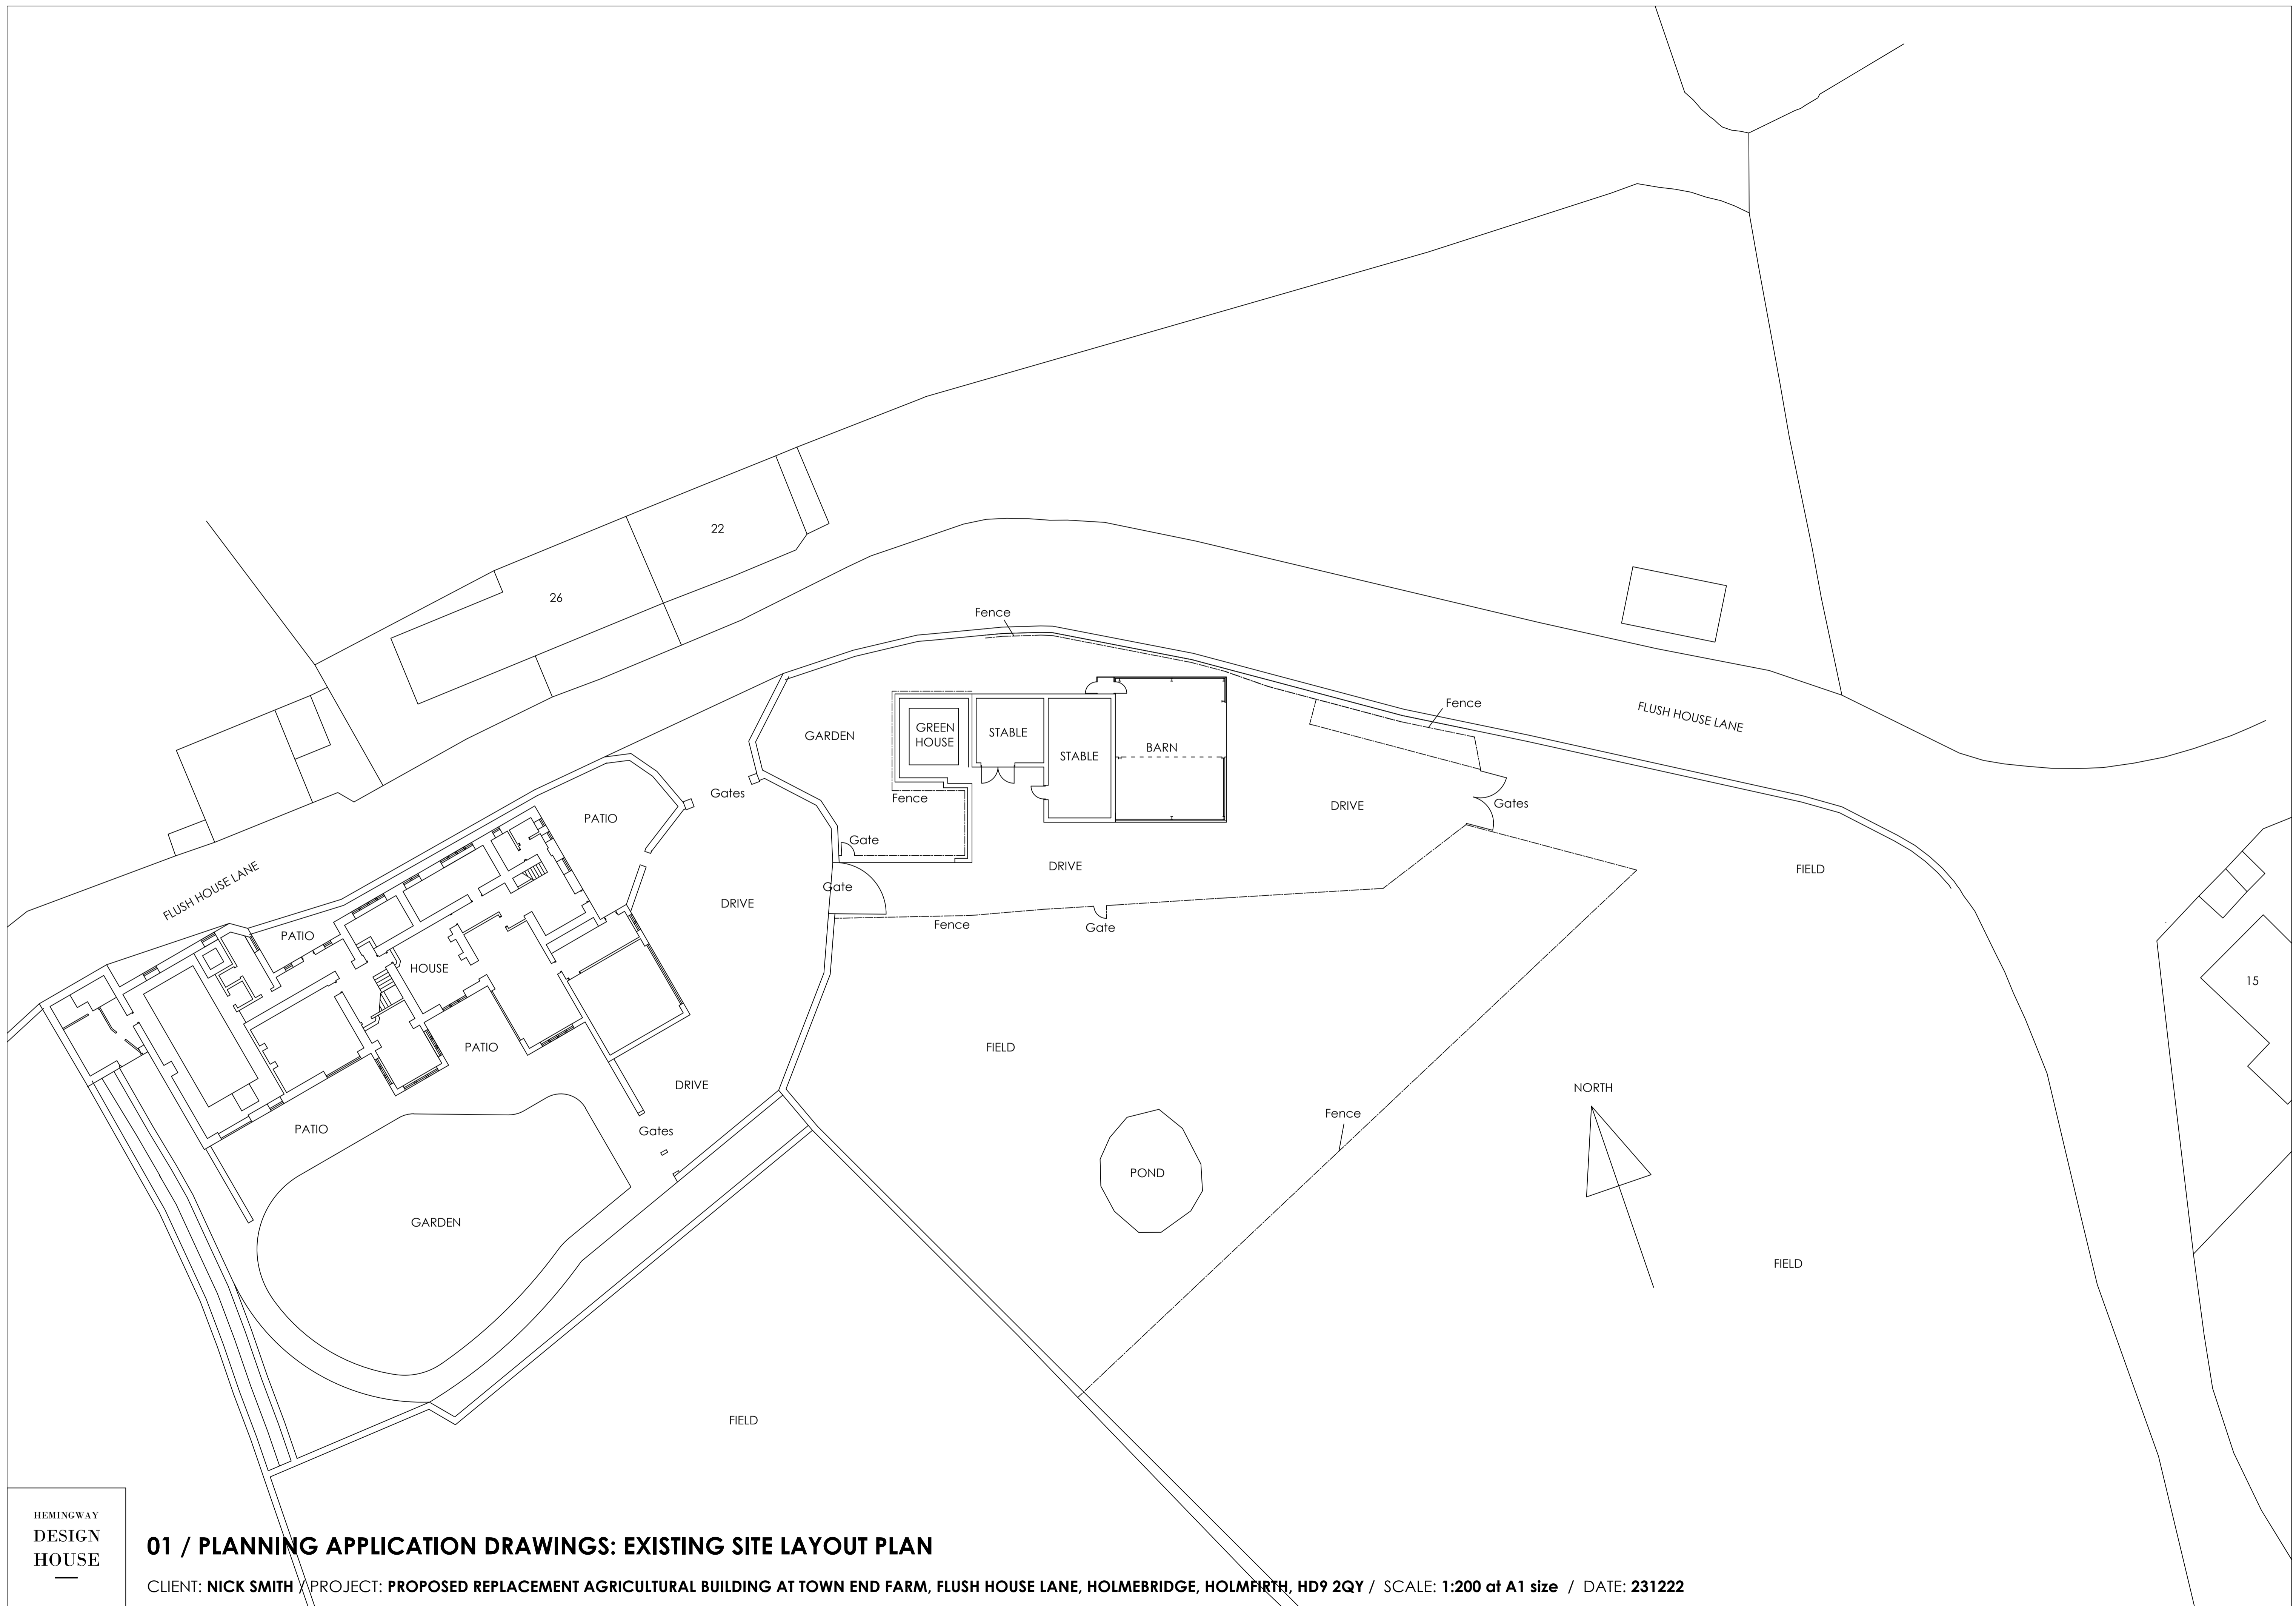 22
26
Fence
Fence
FLUSH HOUSE LANE
GREEN
HOUSE
STABLE
GARDEN
BARN
STABLE
Gates
Fence
DRIVE
Gates
PATIO
Gate
DRIVE
FIELD
FLUSH HOUSE LANE
Gate
DRIVE
Fence
Gate
PATIO
HOUSE
15
PATIO
FIELD
DRIVE
NORTH
Fence
PATIO
Gates
POND
GARDEN
FIELD
FIELD
HEMINGWAY
DESIGN
HOUSE
01 / PLANNING APPLICATION DRAWINGS: EXISTING SITE LAYOUT PLAN
CLIENT: NICK SMITH / PROJECT: PROPOSED REPLACEMENT AGRICULTURAL BUILDING AT TOWN END FARM, FLUSH HOUSE LANE, HOLMEBRIDGE, HOLMFIRTH, HD9 2QY / SCALE: 1:200 at A1 size / DATE: 231222